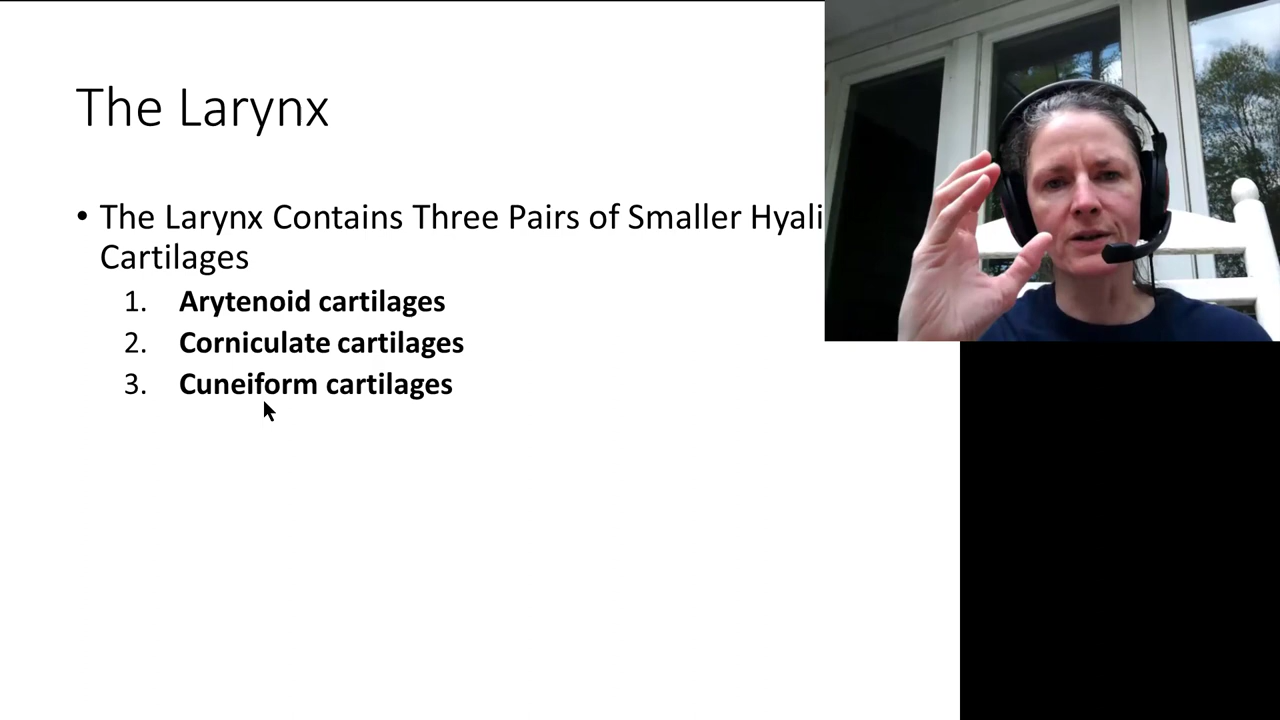 The Larynx
• The Larynx Contains Three Pairs of Smaller
Cartilages
1. Arytenoid cartilages
2. Corniculate cartilages
3. Cuneiform cartilages